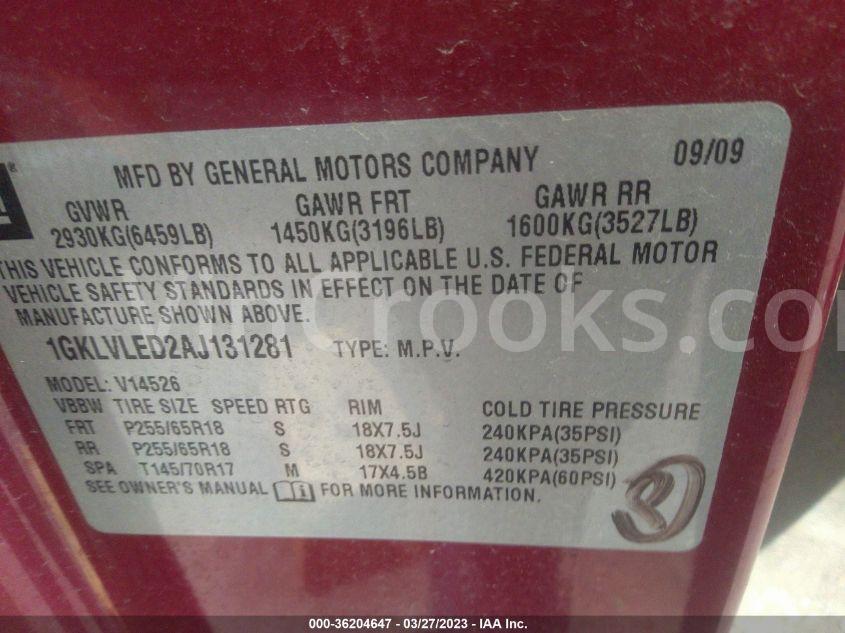 MFD BY GENERAL MOTORS COMPANY 09/09
GVWR GAWR FRT GAWR RR
2930KG(6459LB) 1450KG(3196LB) 1600KG(3527LB)
THIS VEHICLE CONFORMS TO ALL APPLICABLE U.S. FEDERAL MOTOR
VEHICLE SAFETY STANDARDS IN EFFECT ON THE DATE OF
MANUFACTURE SHOWN ABOVE.
1GKLVLED2AJ131281 TYPE: M.P.V.
MODEL: V14526
VBBW TIRE SIZE SPEED RTG RIM COLD TIRE PRESSURE
FRT P255/65R18 S 18X7.5J 240KPA(35PSI)
RR P255/65R18 S 18X7.5J 240KPA(35PSI)
SPA T145/70R17 M 17X4.5B 420KPA(60PSI)
SEE OWNER'S MANUAL FOR MORE INFORMATION.
VinCrooks.com
000-36204647 - 03/27/2023 - IAA Inc.